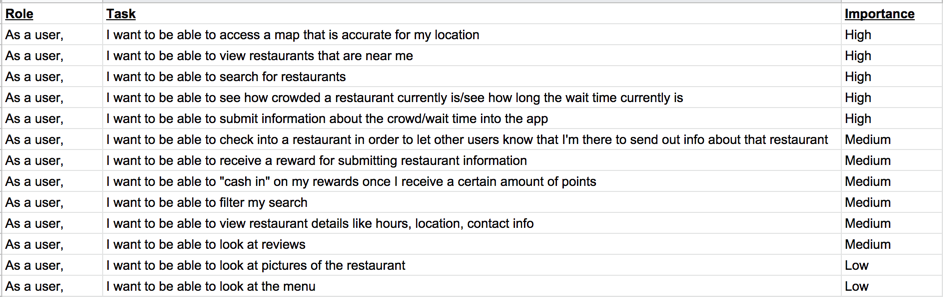 Role Task Importance
As a user, I want to be able to access a map that is accurate for my location High
As a user, I want to be able to view restaurants that are near me High
As a user, I want to be able to search for restaurants High
As a user, I want to be able to see how crowded a restaurant currently is/see how long the wait time currently is High
As a user, I want to be able to submit information about the crowd/wait time into the app High
As a user, I want to be able to check into a restaurant in order to let other users know that I'm there to send out info about that restaurant Medium
As a user, I want to be able to receive a reward for submitting restaurant information Medium
As a user, I want to be able to "cash in" on my rewards once I receive a certain amount of points Medium
As a user, I want to be able to filter my search Medium
As a user, I want to be able to view restaurant details like hours, location, contact info Medium
As a user, I want to be able to look at reviews Medium
As a user, I want to be able to look at pictures of the restaurant Low
As a user, I want to be able to look at the menu Low